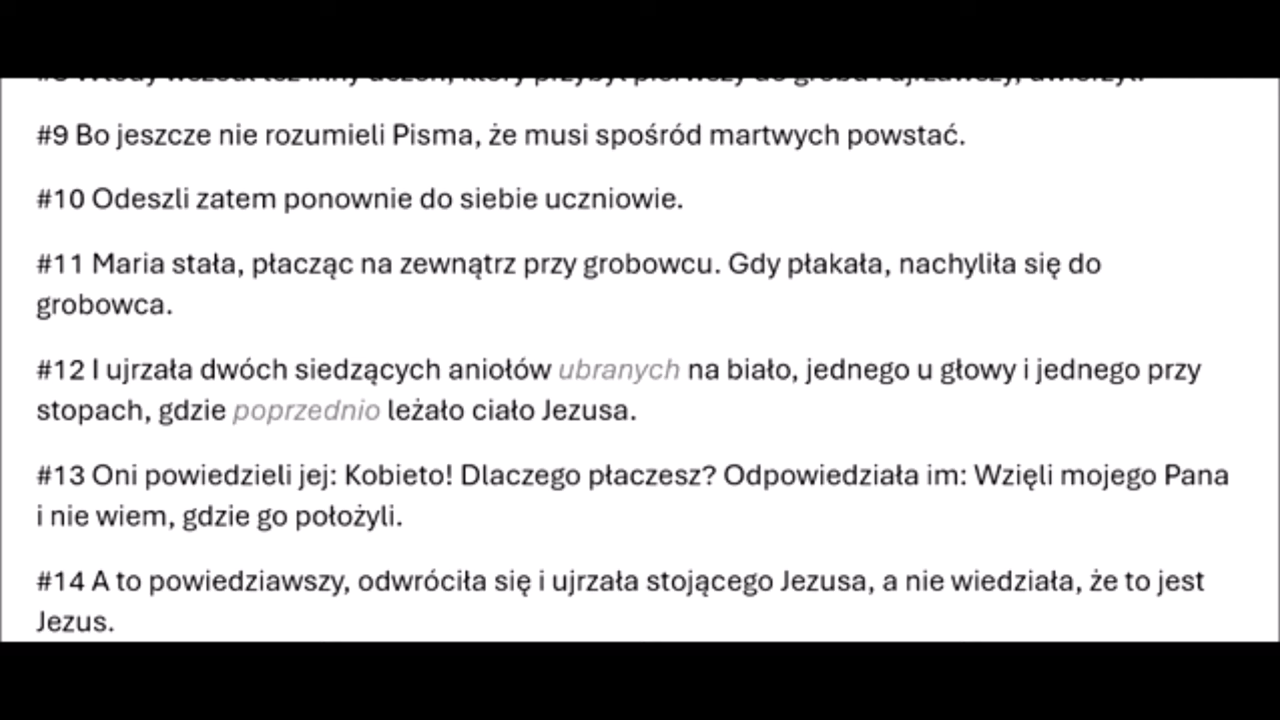 #9 Bo jeszcze nie rozumieli Pisma, że musi spośród martwych powstać.
#10 Odeszli zatem ponownie do siebie uczniowie.
#11 Maria stała, płacząc na zewnątrz przy grobowcu. Gdy płakała, nachyliła się do
grobowca.
#12 I ujrzała dwóch siedzących aniołów ubranych na biało, jednego u głowy i jednego przy
stopach, gdzie poprzednio leżało ciało Jezusa.
#13 Oni powiedzieli jej: Kobieto! Dlaczego płaczesz? Odpowiedziała im: Wzięli mojego Pana
i nie wiem, gdzie go położyli.
#14 A to powiedziawszy, odwróciła się i ujrzała stojącego Jezusa, a nie wiedziała, że to jest
Jezus.